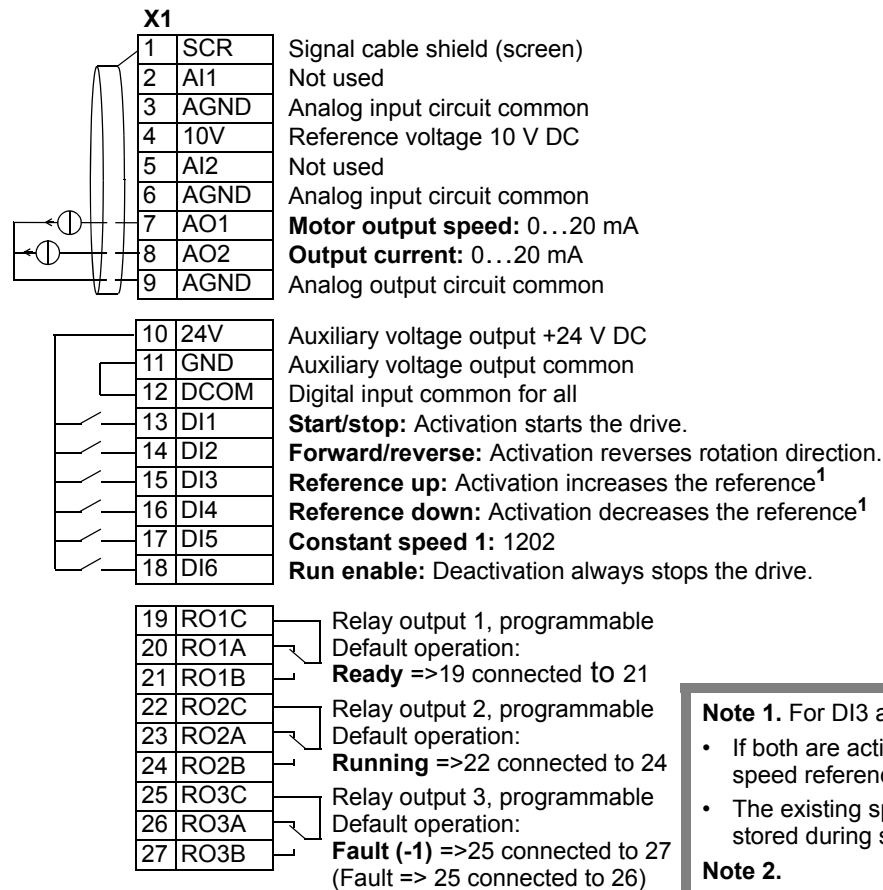 X1
1 SCR Signal cable shield (screen)
2 AI1 Not used
3 AGND Analog input circuit common
4 10V Reference voltage 10 V DC
5 AI2 Not used
6 AGND Analog input circuit common
7 AO1 Motor output speed: 0…20 mA
8 AO2 Output current: 0…20 mA
9 AGND Analog output circuit common
10 24V Auxiliary voltage output +24 V DC
11 GND Auxiliary voltage output common
12 DCOM Digital input common for all
13 DI1 Start/stop: Activation starts the drive.
14 DI2 Forward/reverse: Activation reverses rotation direction.
15 DI3 Reference up: Activation increases the reference1
16 DI4 Reference down: Activation decreases the reference1
17 DI5 Constant speed 1: 1202
18 DI6 Run enable: Deactivation always stops the drive.
19 RO1C Relay output 1, programmable
20 RO1A Default operation:
21 RO1B Ready =>19 connected to 21
22 RO2C Relay output 2, programmable
23 RO2A Default operation:
24 RO2B Running =>22 connected to 24
25 RO3C Relay output 3, programmable
26 RO3A Default operation:
27 RO3B Fault (-1) =>25 connected to 27
(Fault => 25 connected to 26)
Note 1. For DI3 a
• If both are acti
speed referenc
• The existing sp
stored during s
Note 2.